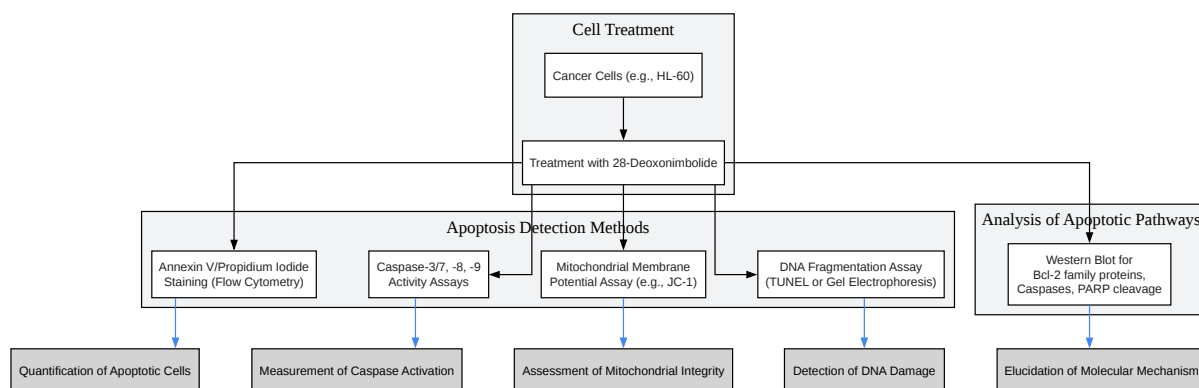 Cell Treatment
Cancer Cells (e.g., HL-60)
Treatment with 28-Deoxonimbolide
Apoptosis Detection Methods
Analysis of Apoptotic Pathways
Annexin V/Propidium Iodide
Staining (Flow Cytometry)
Caspase-3/7, -8, -9
Activity Assays
Mitochondrial Membrane
Potential Assay (e.g., JC-1)
DNA Fragmentation Assay
(TUNEL or Gel Electrophoresis)
Western Blot for
Bcl-2 family proteins,
Caspases, PARP cleavage
Quantification of Apoptotic Cells
Measurement of Caspase Activation
Assessment of Mitochondrial Integrity
Detection of DNA Damage
Elucidation of Molecular Mechanism